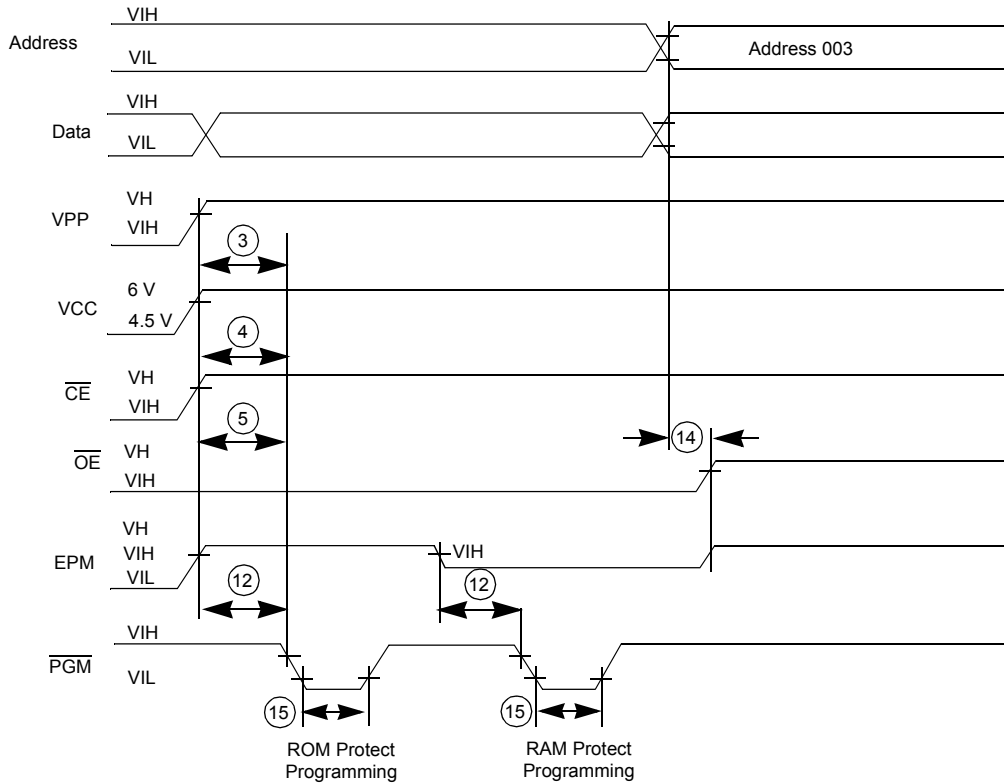 Address
VIH
VIL
Address 003
Data
VIH
VIL
VPP
VH
VIH
3
VCC
6 V
4.5 V
4
CE
VH
VIH
5
14
OE
VH
VIH
EPM
VH
VIH
VIL
VIH
12
12
PGM
VIH
VIL
15
15
ROM Protect
Programming
RAM Protect
Programming